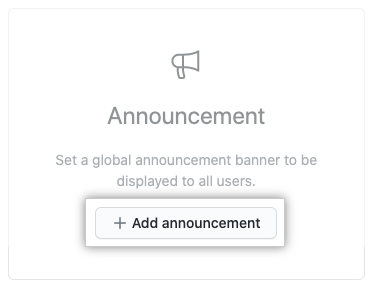 Announcement
Set a global announcement banner to be
displayed to all users.
+ Add announcement